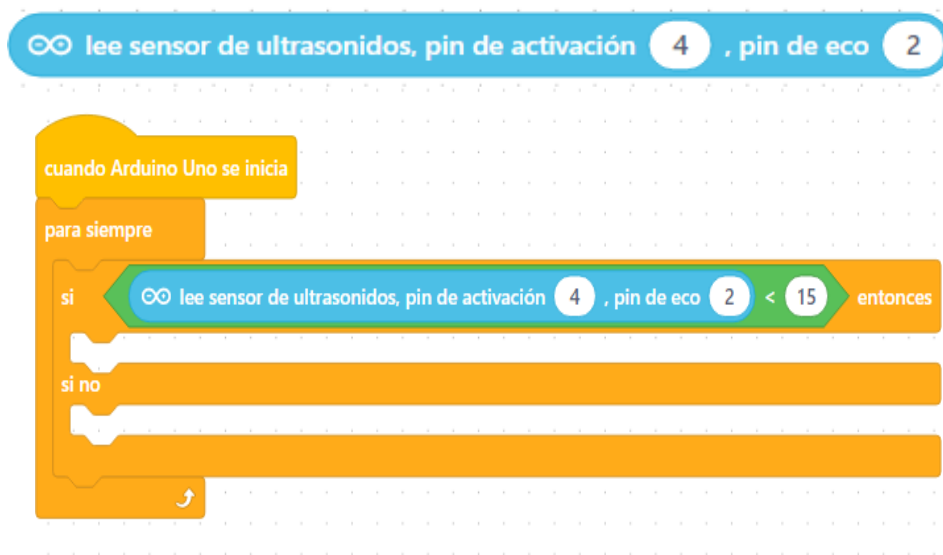 lee sensor de ultrasonidos, pin de activación 4 , pin de eco 2
cuando Arduino Uno se inicia
para siempre
si lee sensor de ultrasonidos, pin de activación 4 , pin de eco 2 < 15 entonces
si no